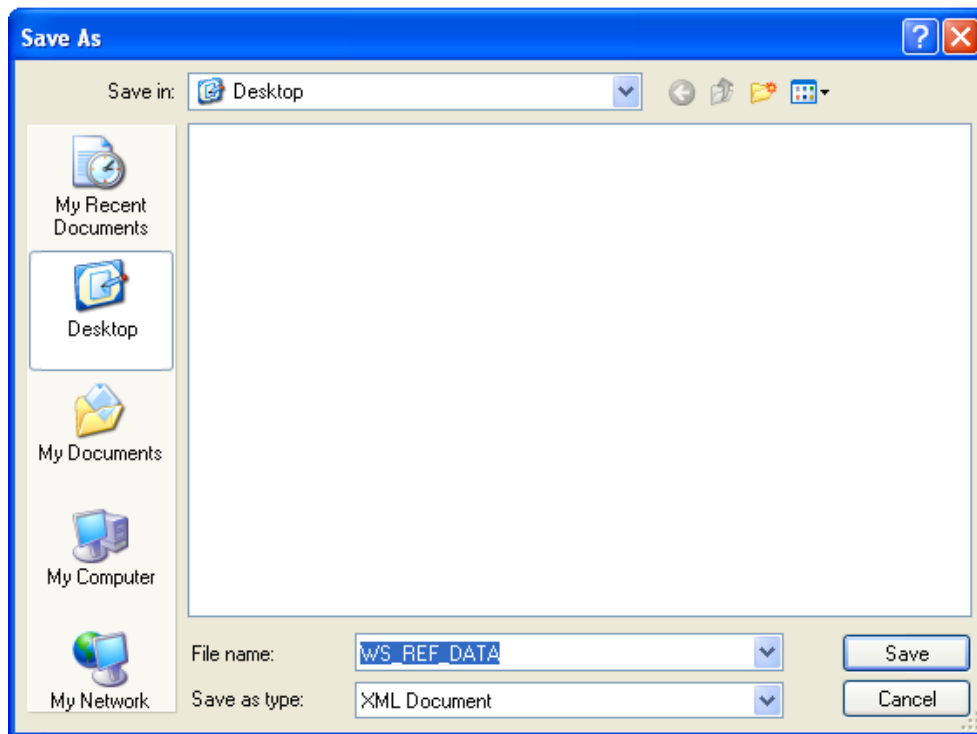 Save As
Save in: Desktop
My Recent
Documents
Desktop
My Documents
My Computer
My Network
File name: WS_REF_DATA
Save
Save as type: XML Document
Cancel